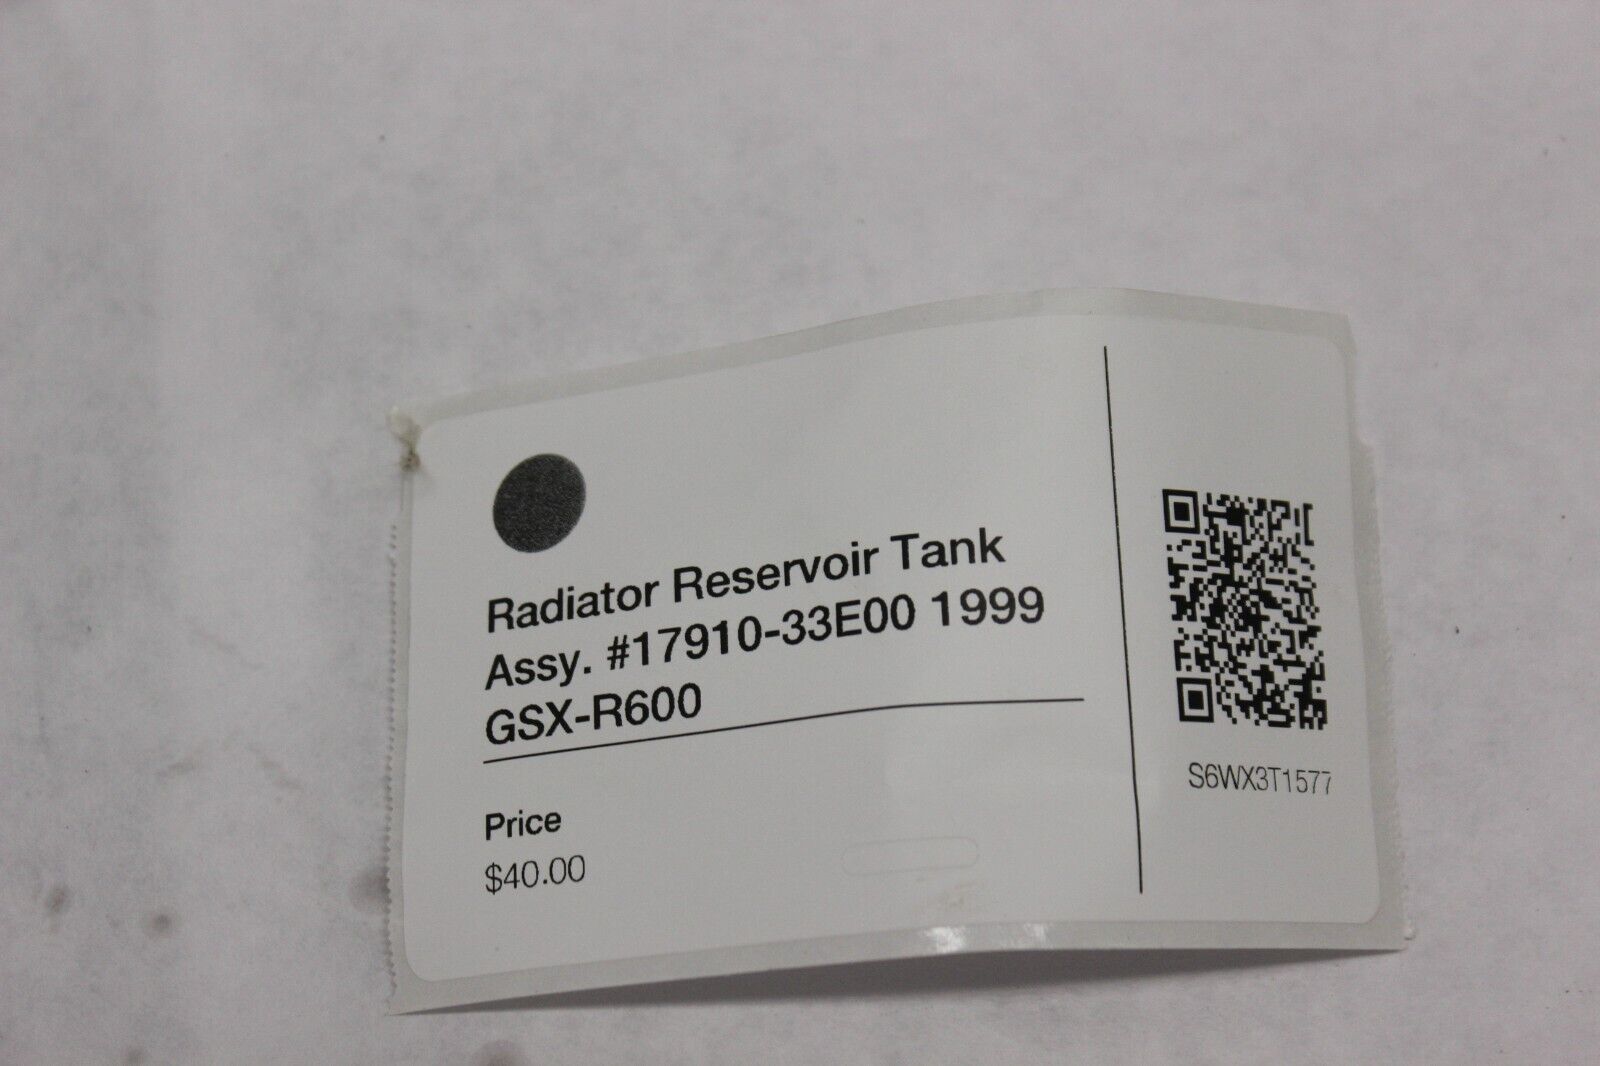 Radiator Reservoir Tank
Assy. #17910-33E00 1999
GSX-R600
Price
$40.00
S6WX3T1577